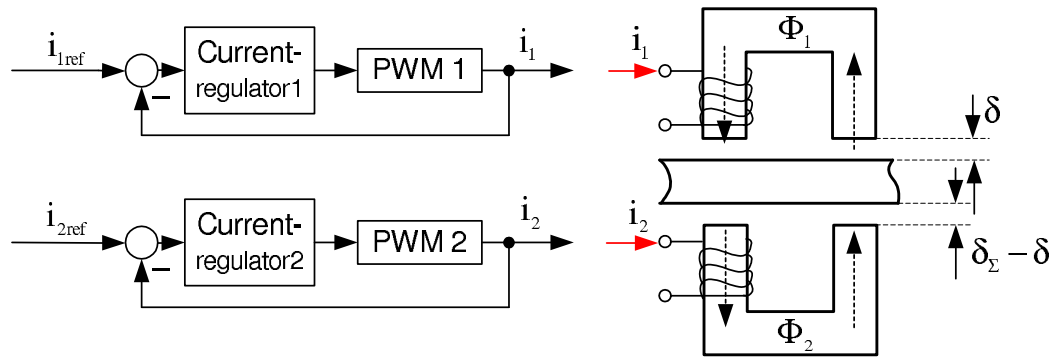 i1ref
Current-
regulator1
PWM 1
i1
−
i1
Φ1
δ
i2ref
Current-
regulator2
PWM 2
i2
−
i2
δΣ − δ
Φ2